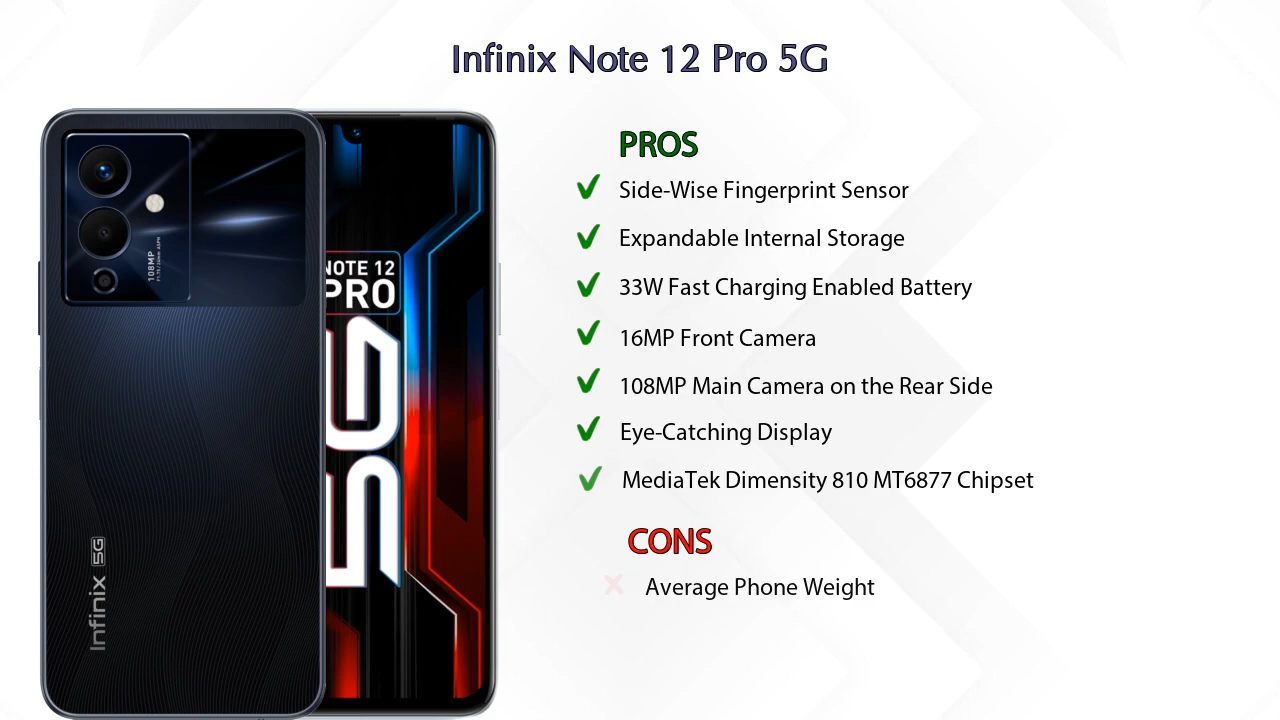 Infinix Note 12 Pro 5G
PROS
Side-Wise Fingerprint Sensor
Expandable Internal Storage
33W Fast Charging Enabled Battery
16MP Front Camera
108MP Main Camera on the Rear Side
Eye-Catching Display
MediaTek Dimensity 810 MT6877 Chipset
CONS
Average Phone Weight
108MP
Infinix 5G
NOTE 12
PRO
5G